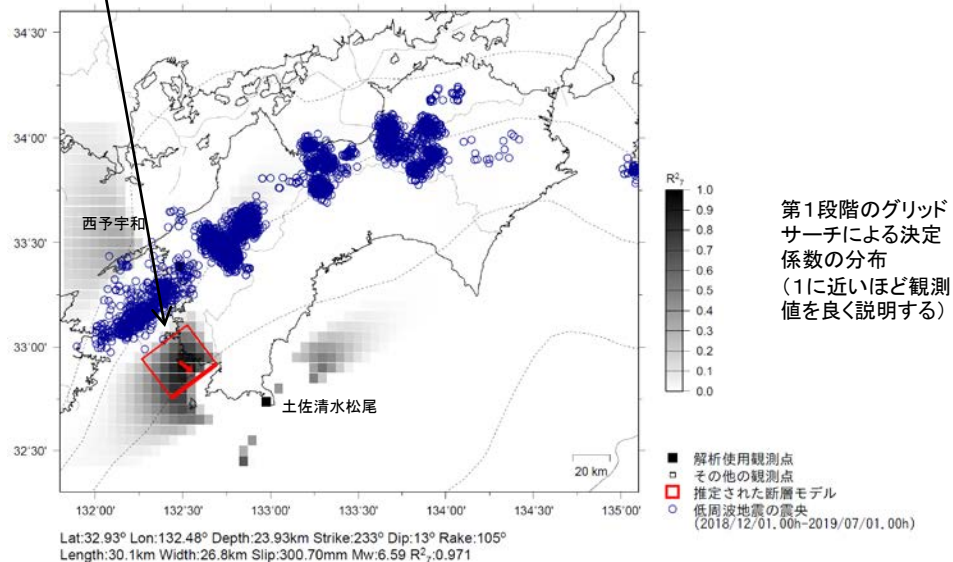 34°30'
34°00'
33°30'
33°00'
32°30'
132°00'
132°30'
133°00'
133°30'
134°00'
134°30'
135°00'
西予宇和
土佐清水松尾
20 km
R²₇
1.0
0.9
0.8
0.7
0.6
0.5
0.4
0.3
0.2
0.1
0.0
第1段階のグリッド
サーチによる決定
係数の分布
(1に近いほど観測
値を良く説明する)
解析使用観測点
その他の観測点
推定された断層モデル
低周波地震の震央
(2018/12/01.00h-2019/07/01.00h)
Lat:32.93° Lon:132.48° Depth:23.93km Strike:233° Dip:13° Rake:105°
Length:30.1km Width:26.8km Slip:300.70mm Mw:6.59 R²₇:0.971